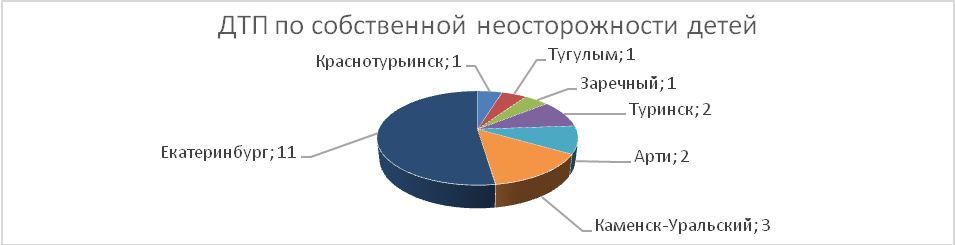 ДТП по собственной неосторожности детей
Краснотурьинск; 1
Тугулым; 1
Заречный; 1
Туринск; 2
Екатеринбург; 11
Арти; 2
Каменск-Уральский; 3